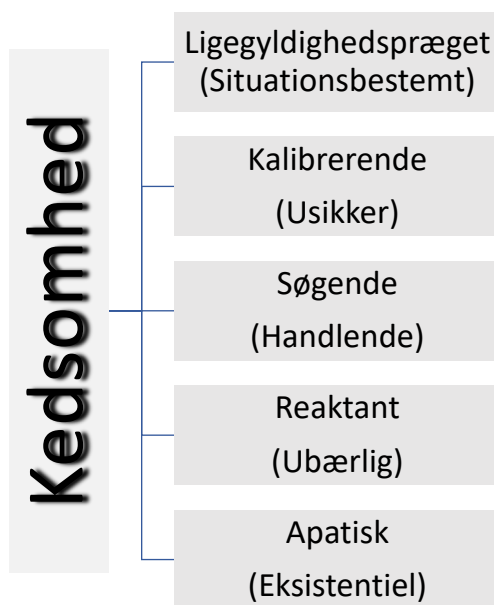 Kedsomhed
Ligegyldighedspræget
(Situationsbestemt)
Kalibrerende
(Usikker)
Søgende
(Handlende)
Reaktant
(Ubærlig)
Apatisk
(Eksistentiel)